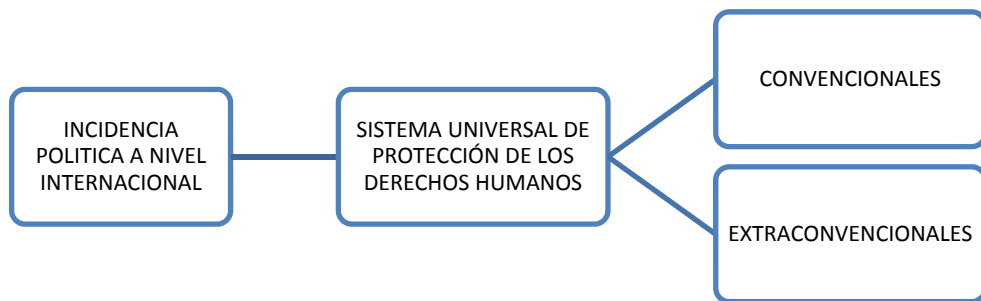 INCIDENCIA
POLITICA A NIVEL
INTERNACIONAL
SISTEMA UNIVERSAL DE
PROTECCIÓN DE LOS
DERECHOS HUMANOS
CONVENCIONALES
EXTRACONVENCIONALES